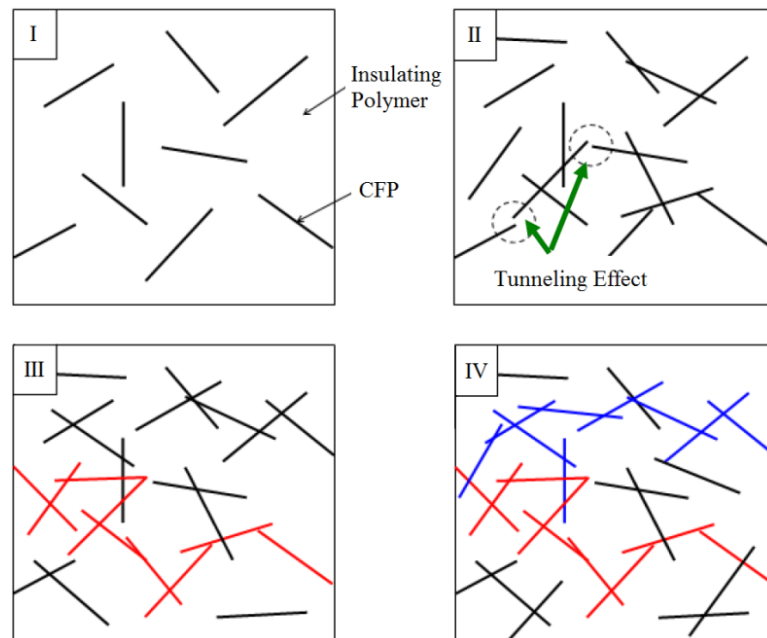 I
Insulating
Polymer
CFP
II
Tunneling Effect
III
IV